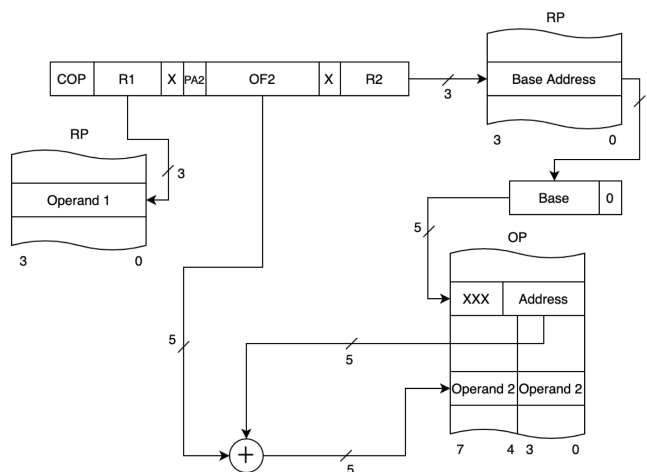 RP
COP R1 X PA2 OF2 X R2
3
Base Address
3 0
RP
3
Operand 1
3 0
Base 0
5
OP
XXX Address
5
5
Operand 2 Operand 2
7 4 3 0
+
5